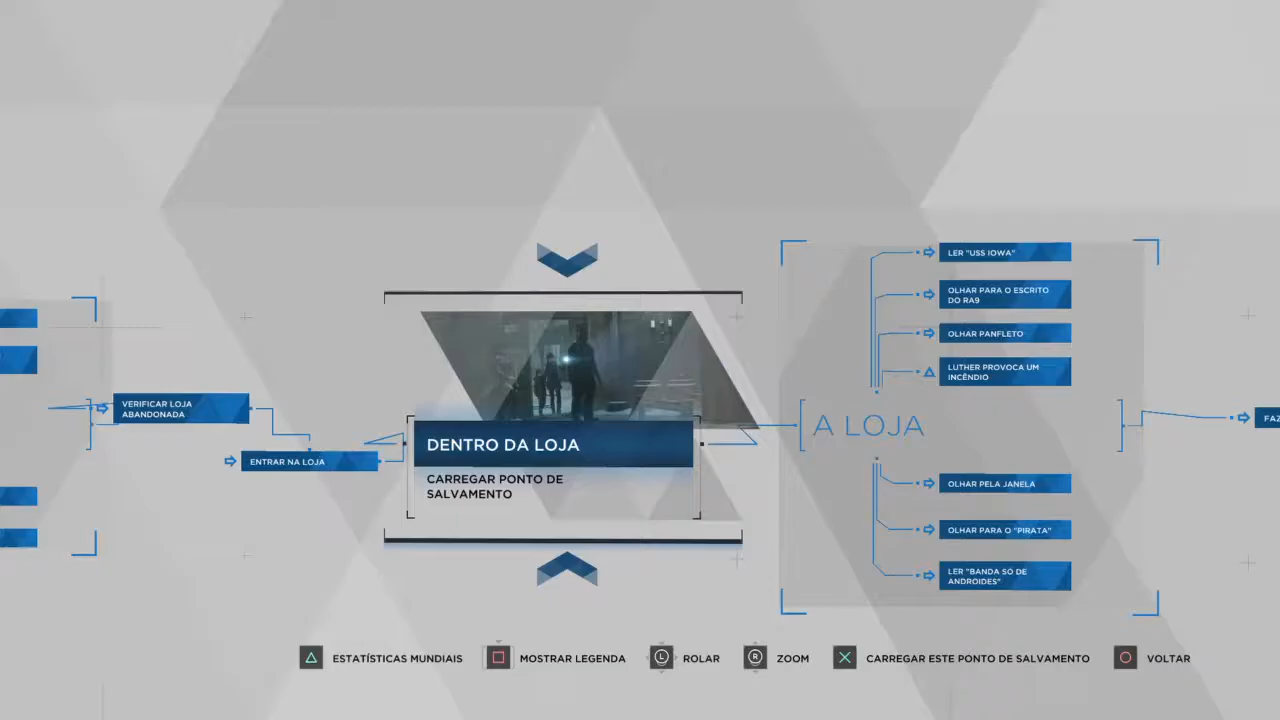 LER "USS IOWA"
OLHAR PARA O ESCRITO
DO RA9
OLHAR PANFLETO
LUTHER PROVOCA UM
INCÊNDIO
VERIFICAR LOJA
ABANDONADA
ENTRAR NA LOJA
DENTRO DA LOJA
CARREGAR PONTO DE
SALVAMENTO
A LOJA
FAZ
OLHAR PELA JANELA
OLHAR PARA O "PIRATA"
LER "BANDA SÓ DE
ANDROIDES"
ESTATÍSTICAS MUNDIAIS
MOSTRAR LEGENDA
L
ROLAR
R
ZOOM
CARREGAR ESTE PONTO DE SALVAMENTO
VOLTAR